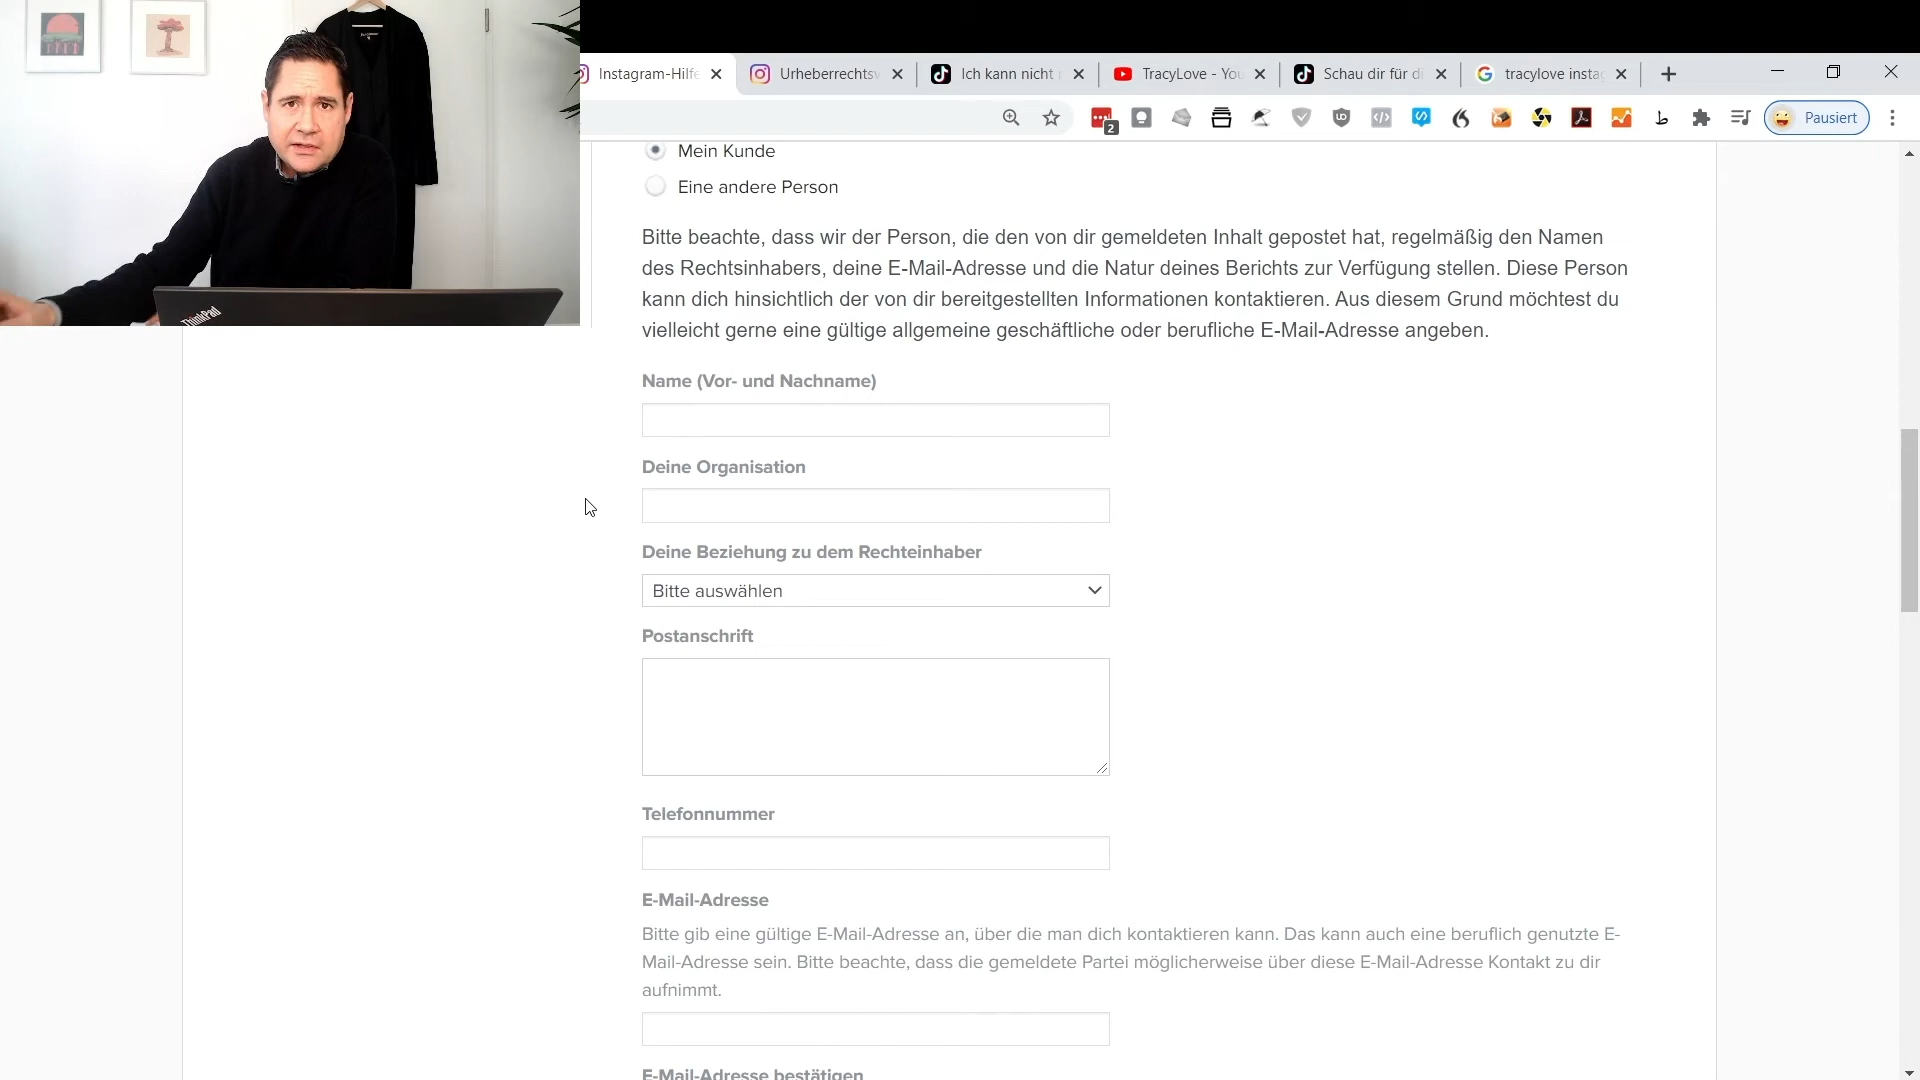 Instagram-Hilfe
Urheberrechtsv
Ich kann nicht
TracyLove - You
Schau dir für di
tracylove insta
2
Pausiert
ThinkPad
Mein Kunde
Eine andere Person
Bitte beachte, dass wir der Person, die den von dir gemeldeten Inhalt gepostet hat, regelmäßig den Namen
des Rechtsinhabers, deine E-Mail-Adresse und die Natur deines Berichts zur Verfügung stellen. Diese Person
kann dich hinsichtlich der von dir bereitgestellten Informationen kontaktieren. Aus diesem Grund möchtest du
vielleicht gerne eine gültige allgemeine geschäftliche oder berufliche E-Mail-Adresse angeben.
Name (Vor- und Nachname)
Deine Organisation
Deine Beziehung zu dem Rechteinhaber
Bitte auswählen
Postanschrift
Telefonnummer
E-Mail-Adresse
Bitte gib eine gültige E-Mail-Adresse an, über die man dich kontaktieren kann. Das kann auch eine beruflich genutzte E-
Mail-Adresse sein. Bitte beachte, dass die gemeldete Partei möglicherweise über diese E-Mail-Adresse Kontakt zu dir
aufnimmt.
E-Mail-Adresse bestätigen